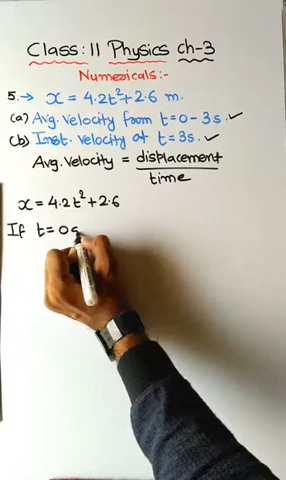 Class:11 Physics ch-3
Numericals:-
5.→ x = 4.2t²+2.6 m.
(a) Avg. velocity from t=0-3s. ✓
(b) Inst. velocity at t=3s. ✓
Avg. Velocity = displacement
time
x = 4.2t²+2.6
If t=0s